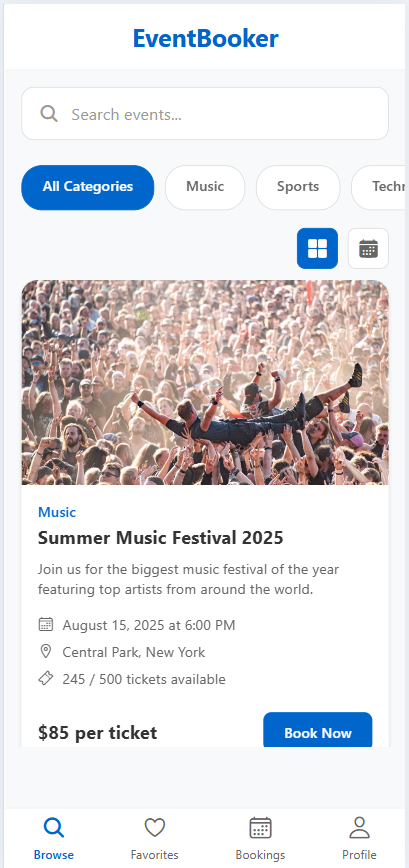 EventBooker
Search events...
All Categories
Music
Sports
Techn
Music
Summer Music Festival 2025
Join us for the biggest music festival of the year
featuring top artists from around the world.
August 15, 2025 at 6:00 PM
Central Park, New York
245 / 500 tickets available
$85 per ticket
Book Now
Browse
Favorites
Bookings
Profile